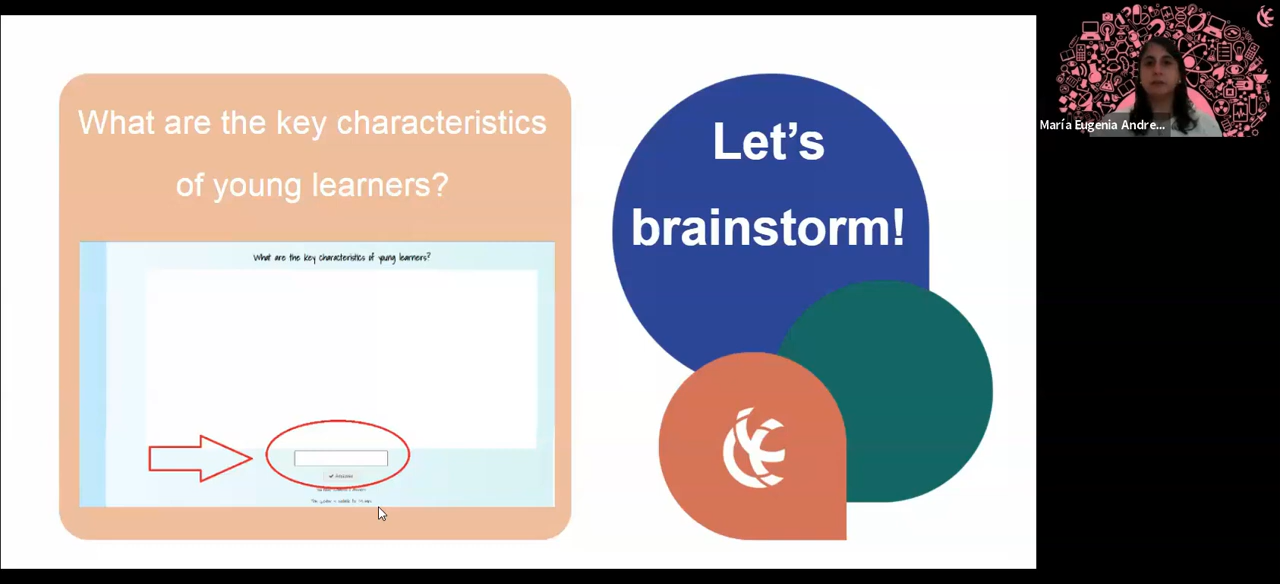 What are the key characteristics
of young learners?
What are the key characteristics of young learners?
Let's
brainstorm!
María Eugenia Andre...